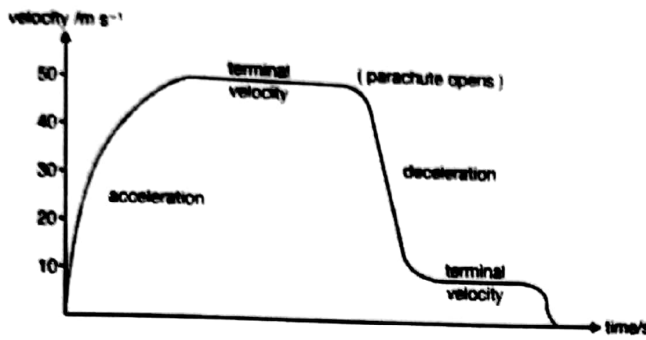 velocity /m s⁻¹
50
40
30
20
10
terminal
velocity
( parachute opens )
acceleration
deceleration
terminal
velocity
time/s